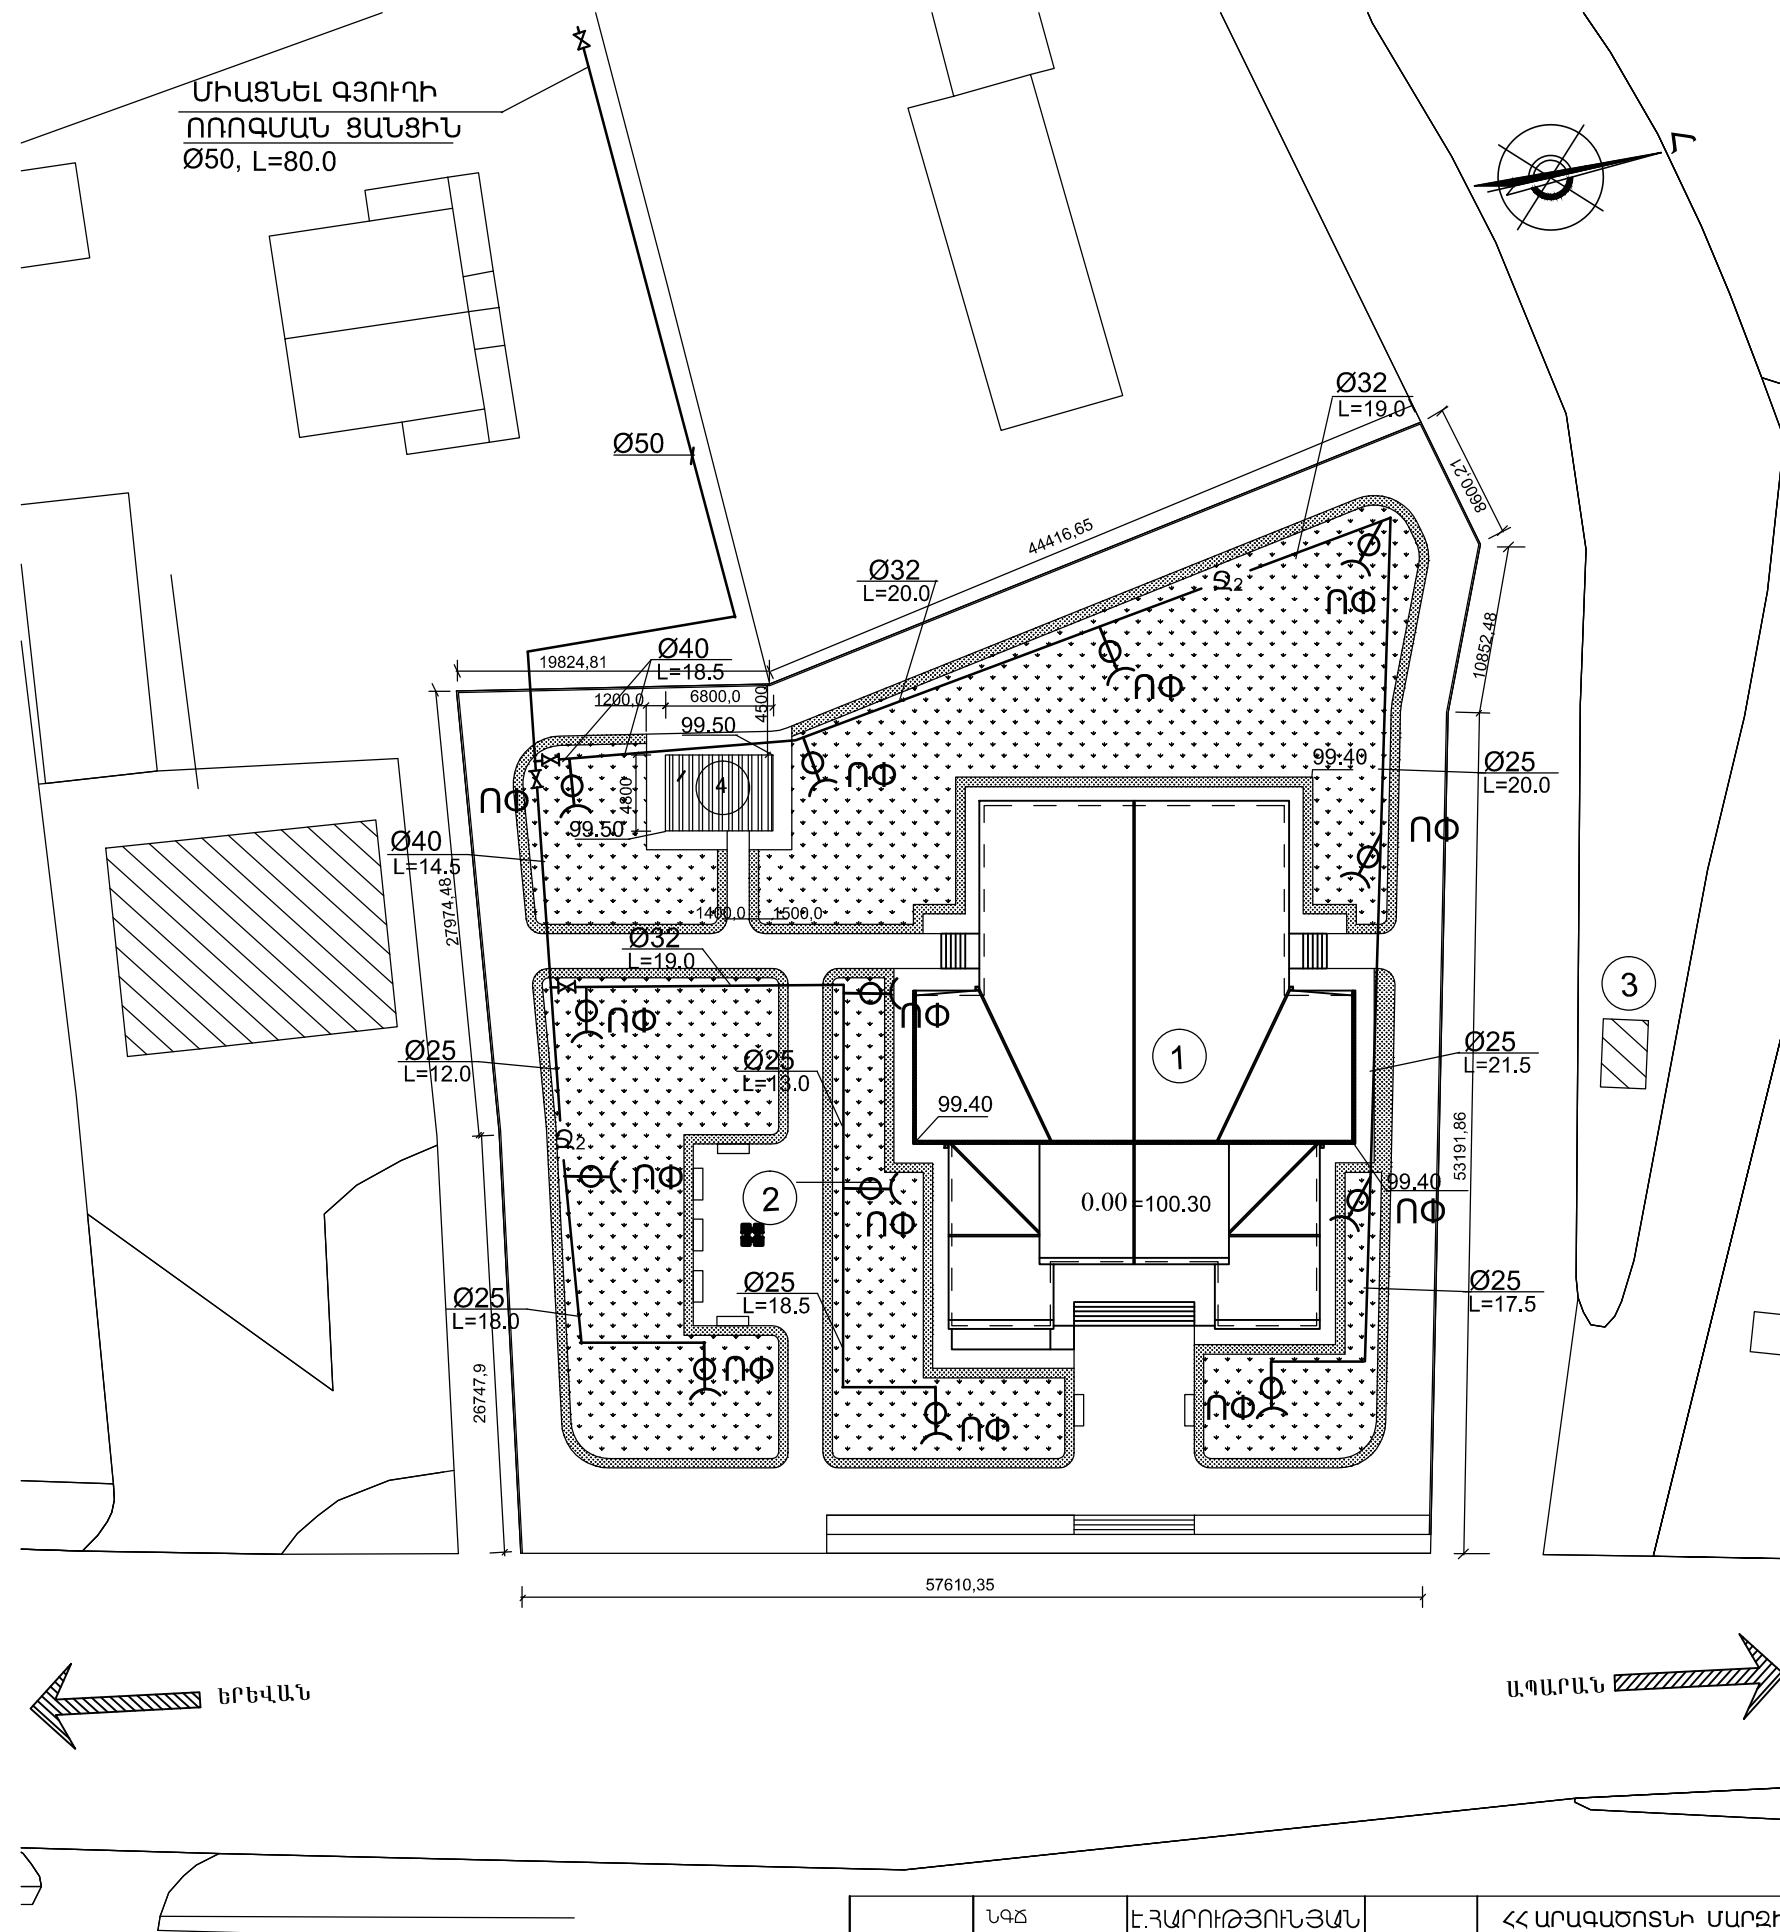 ՄԻԱՑՆԵԼ ԳՅՈՒՂԻ
ՈՌՈԳՄԱՆ ՑԱՆՑԻՆ
Ø50, L=80.0
Ø32
L=19.0
Ø50
8600,21
44416,65
Ø32
L=20.0
Ջ2
ՈՓ
10852,48
Ø40
L=18.5
19824,81
1200,0
6800,0
4500
ՈՓ
99.50
99.40
Ø25
L=20.0
4
ՈՓ
ՈՓ
4800
99.50
ՈՓ
Ø40
L=14.5
27974,48
1400,0
1500,0
Ø32
L=19.0
3
ՈՓ
ՈՓ
Ø25
L=12.0
Ø25
L=13.0
1
Ø25
L=21.5
99.40
Ջ2
53191,86
ՈՓ
2
99.40
0.00 =100.30
ՈՓ
ՈՓ
Ø25
L=18.0
Ø25
L=18.5
Ø25
L=17.5
26747,9
ՈՓ
ՈՓ
ՈՓ
57610,35
ԵՐԵՎԱՆ
ԱՊԱՐԱՆ
ՆԳՃ
Է.ՀԱՐՈՒԹՅՈՒՆՅԱՆ
ՀՀ ԱՐԱԳԱԾՈՏՆԻ ՄԱՐԶԻ